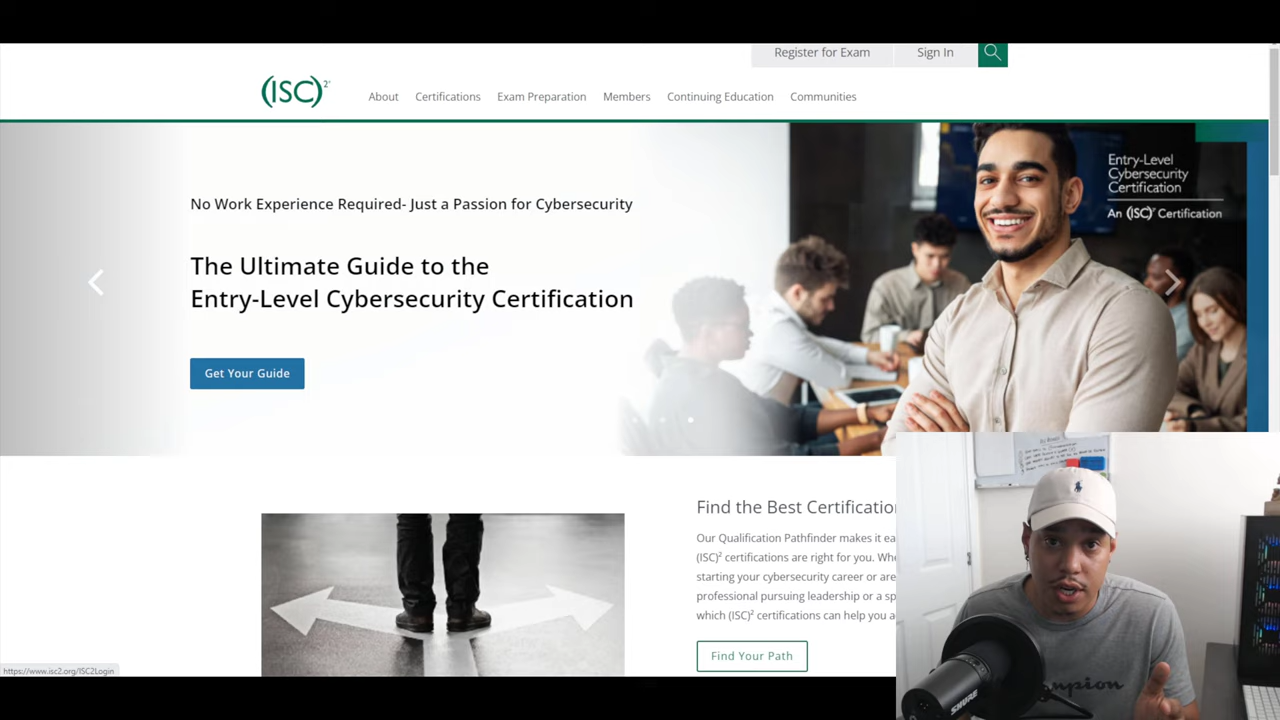 Register for Exam
Sign In
(ISC)²
About
Certifications
Exam Preparation
Members
Continuing Education
Communities
Entry-Level
Cybersecurity
Certification
An (ISC)² Certification
No Work Experience Required- Just a Passion for Cybersecurity
The Ultimate Guide to the
Entry-Level Cybersecurity Certification
Get Your Guide
Find the Best Certification
Our Qualification Pathfinder makes it
(ISC)² certifications are right for you.
starting your cybersecurity career or are
professional pursuing leadership or a
which (ISC)² certifications can help you
Find Your Path
https://www.isc2.org/ISC2Login
SHURE